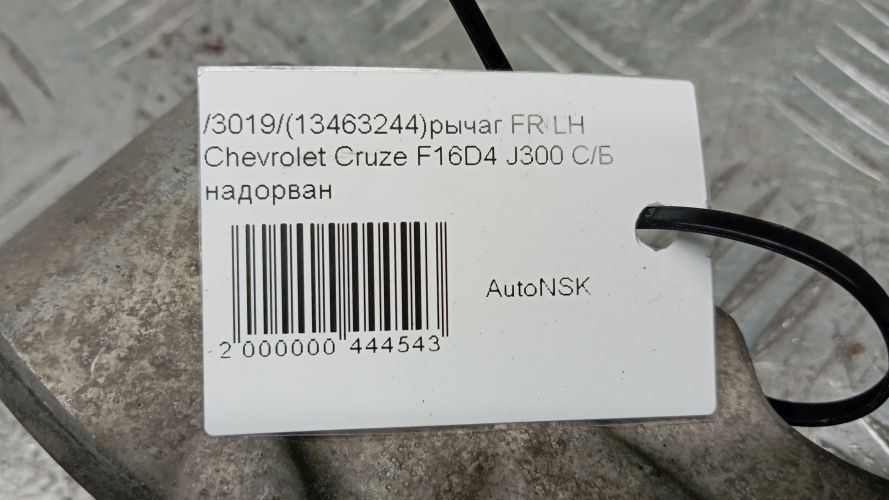 /3019/(13463244)рычаг FR LH
Chevrolet Cruze F16D4 J300 С/Б
надорван
AutoNSK
2 000000 444543